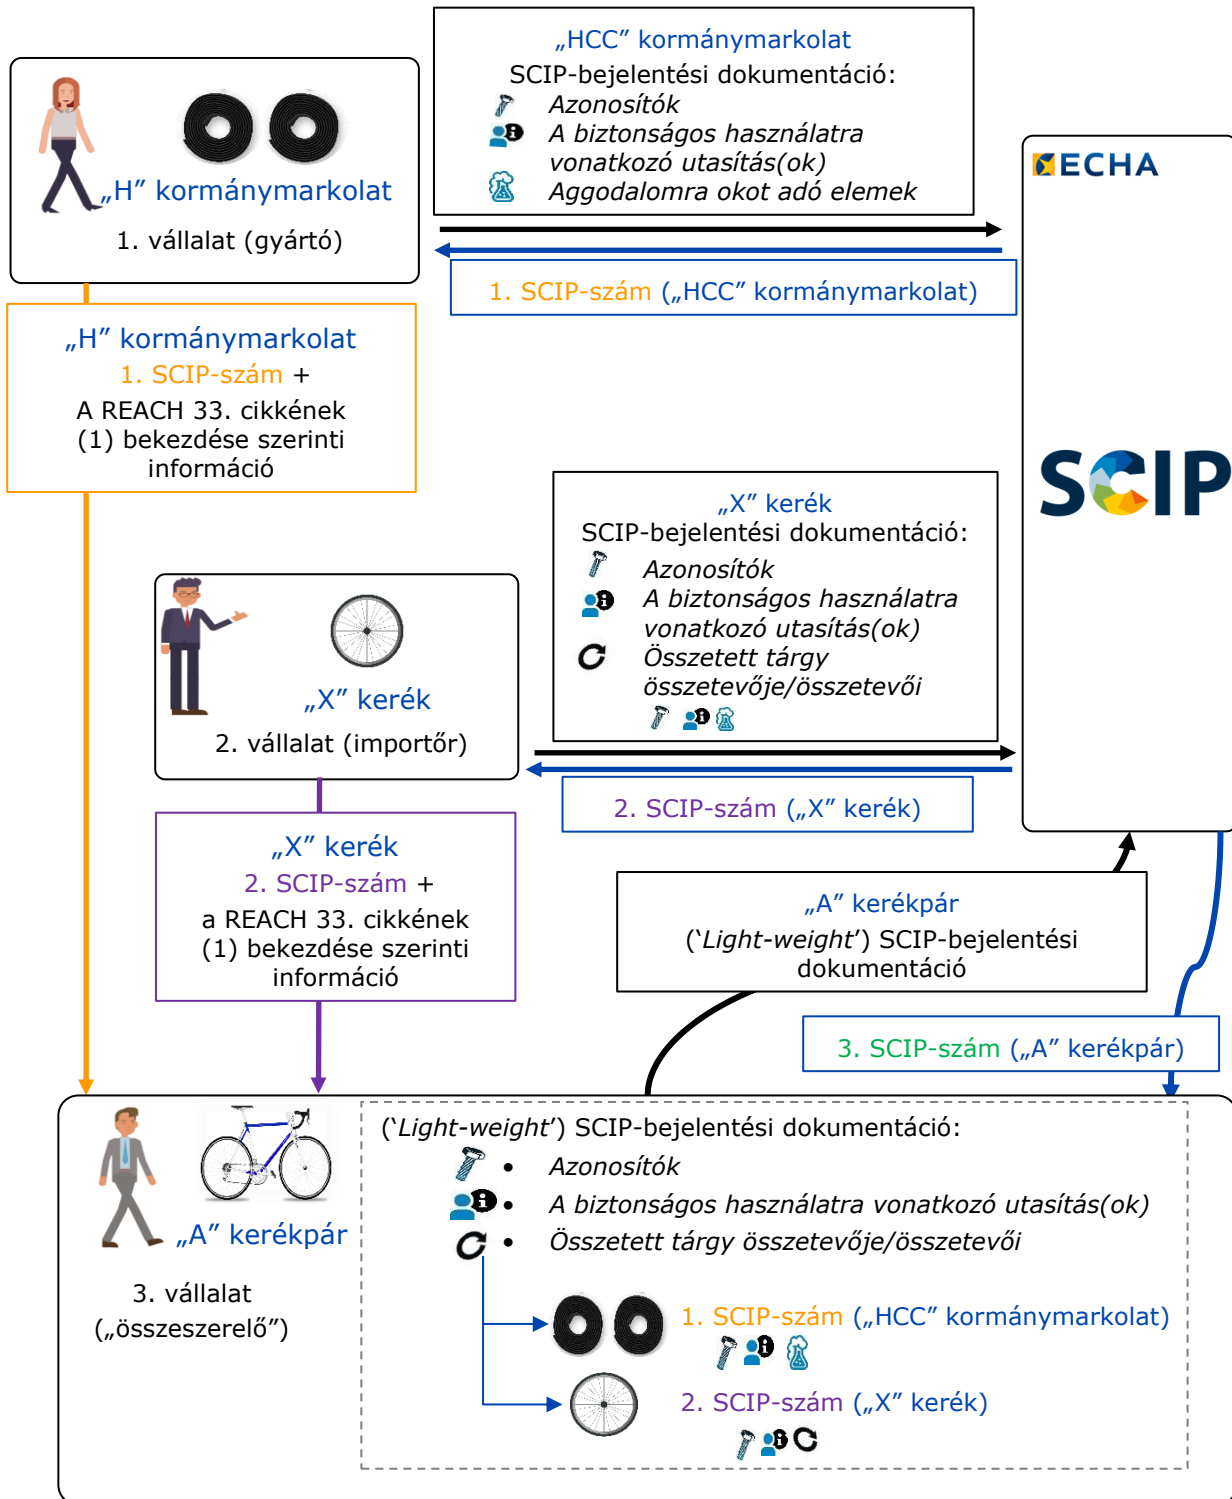 „HCC” kormánymarkolat
SCIP-bejelentési dokumentáció:
Azonosítók
A biztonságos használatra
vonatkozó utasítás(ok)
Aggodalomra okot adó elemek
„H” kormánymarkolat
1. vállalat (gyártó)
ECHA
1. SCIP-szám („HCC” kormánymarkolat)
„H” kormánymarkolat
1. SCIP-szám +
A REACH 33. cikkének
(1) bekezdése szerinti
információ
SCIP
„X” kerék
SCIP-bejelentési dokumentáció:
Azonosítók
A biztonságos használatra
vonatkozó utasítás(ok)
Összetett tárgy
összetevője/összetevői
„X” kerék
2. vállalat (importőr)
2. SCIP-szám („X” kerék)
„X” kerék
2. SCIP-szám +
a REACH 33. cikkének
(1) bekezdése szerinti
információ
„A” kerékpár
(‘Light-weight’) SCIP-bejelentési
dokumentáció
3. SCIP-szám („A” kerékpár)
„A” kerékpár
3. vállalat
(„összeszerelő”)
(‘Light-weight’) SCIP-bejelentési dokumentáció:
• Azonosítók
• A biztonságos használatra vonatkozó utasítás(ok)
• Összetett tárgy összetevője/összetevői
1. SCIP-szám („HCC” kormánymarkolat)
2. SCIP-szám („X” kerék)